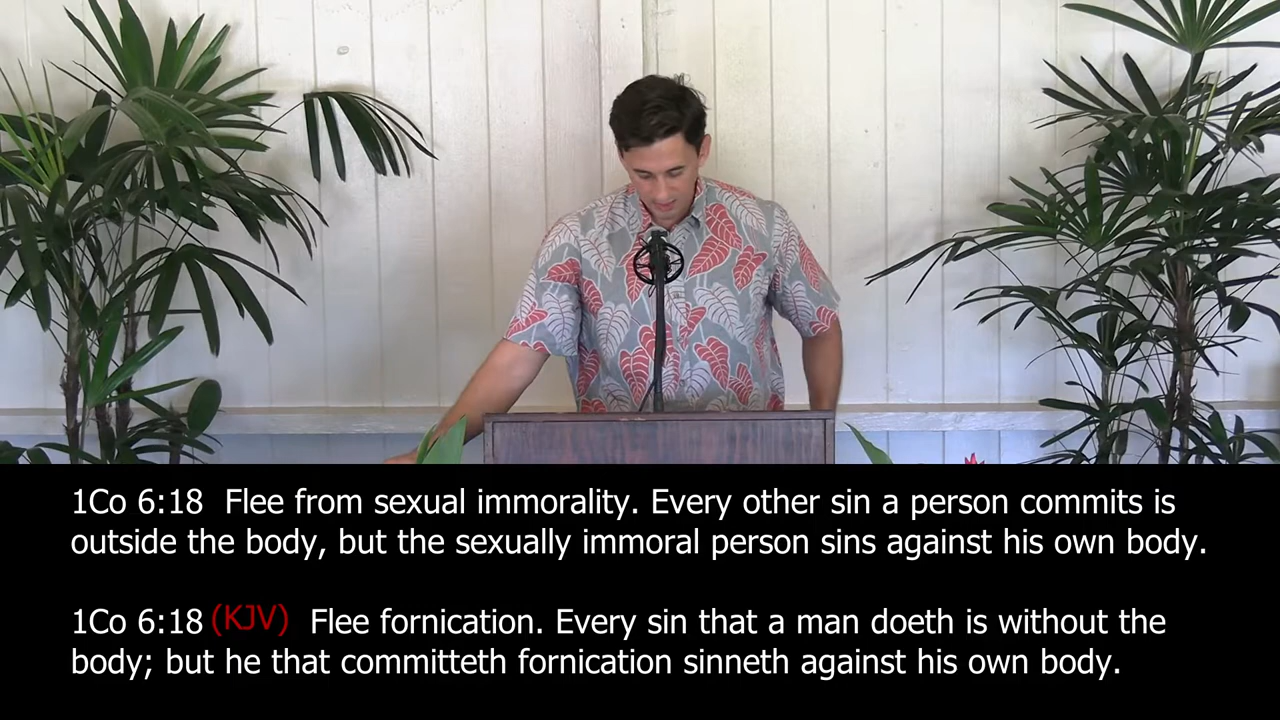 1Co 6:18  Flee from sexual immorality. Every other sin a person commits is
outside the body, but the sexually immoral person sins against his own body.
1Co 6:18 (KJV)  Flee fornication. Every sin that a man doeth is without the
body; but he that committeth fornication sinneth against his own body.